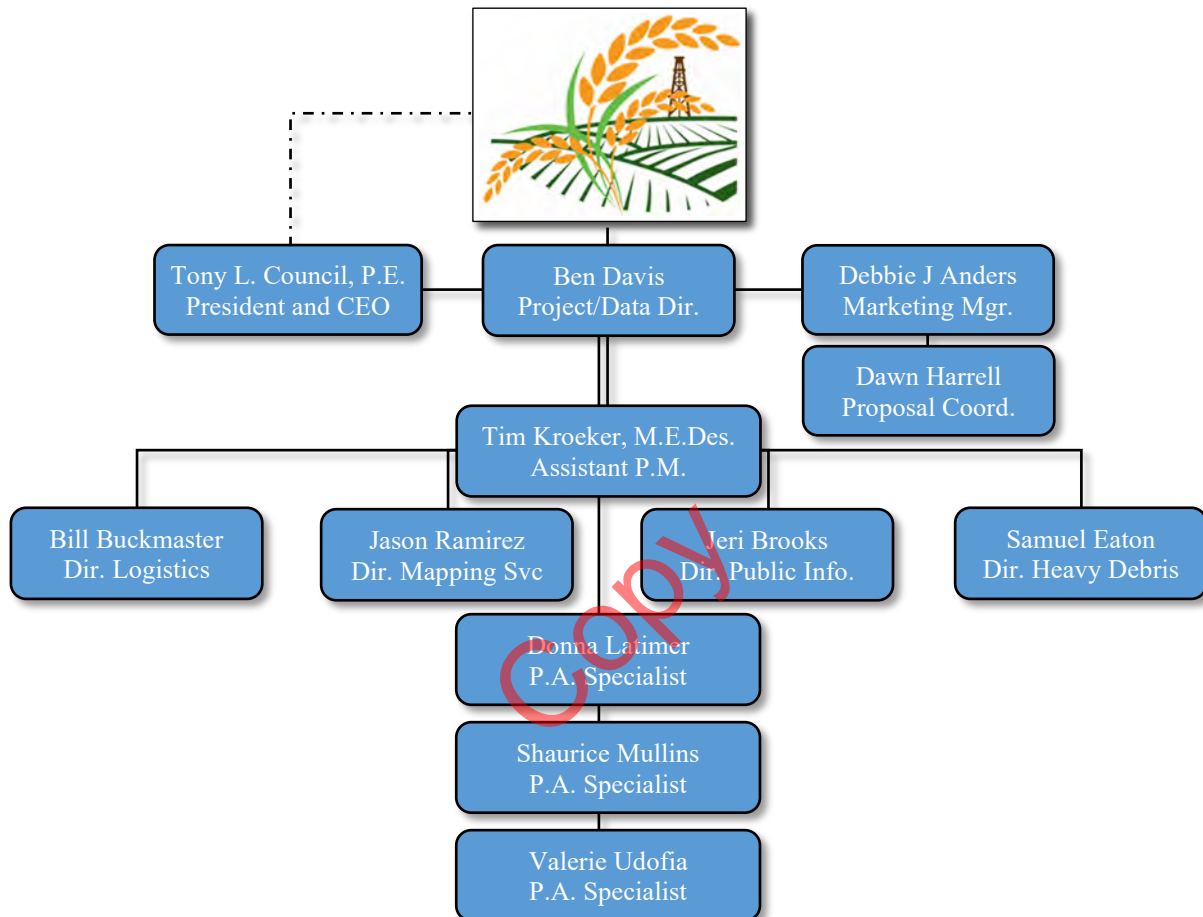 Tony L. Council, P.E.
President and CEO
Ben Davis
Project/Data Dir.
Debbie J Anders
Marketing Mgr.
Dawn Harrell
Proposal Coord.
Tim Kroeker, M.E.Des.
Assistant P.M.
Bill Buckmaster
Dir. Logistics
Jason Ramirez
Dir. Mapping Svc
Jeri Brooks
Dir. Public Info.
Samuel Eaton
Dir. Heavy Debris
Donna Latimer
P.A. Specialist
Shaurice Mullins
P.A. Specialist
Valerie Udofia
P.A. Specialist
Copy